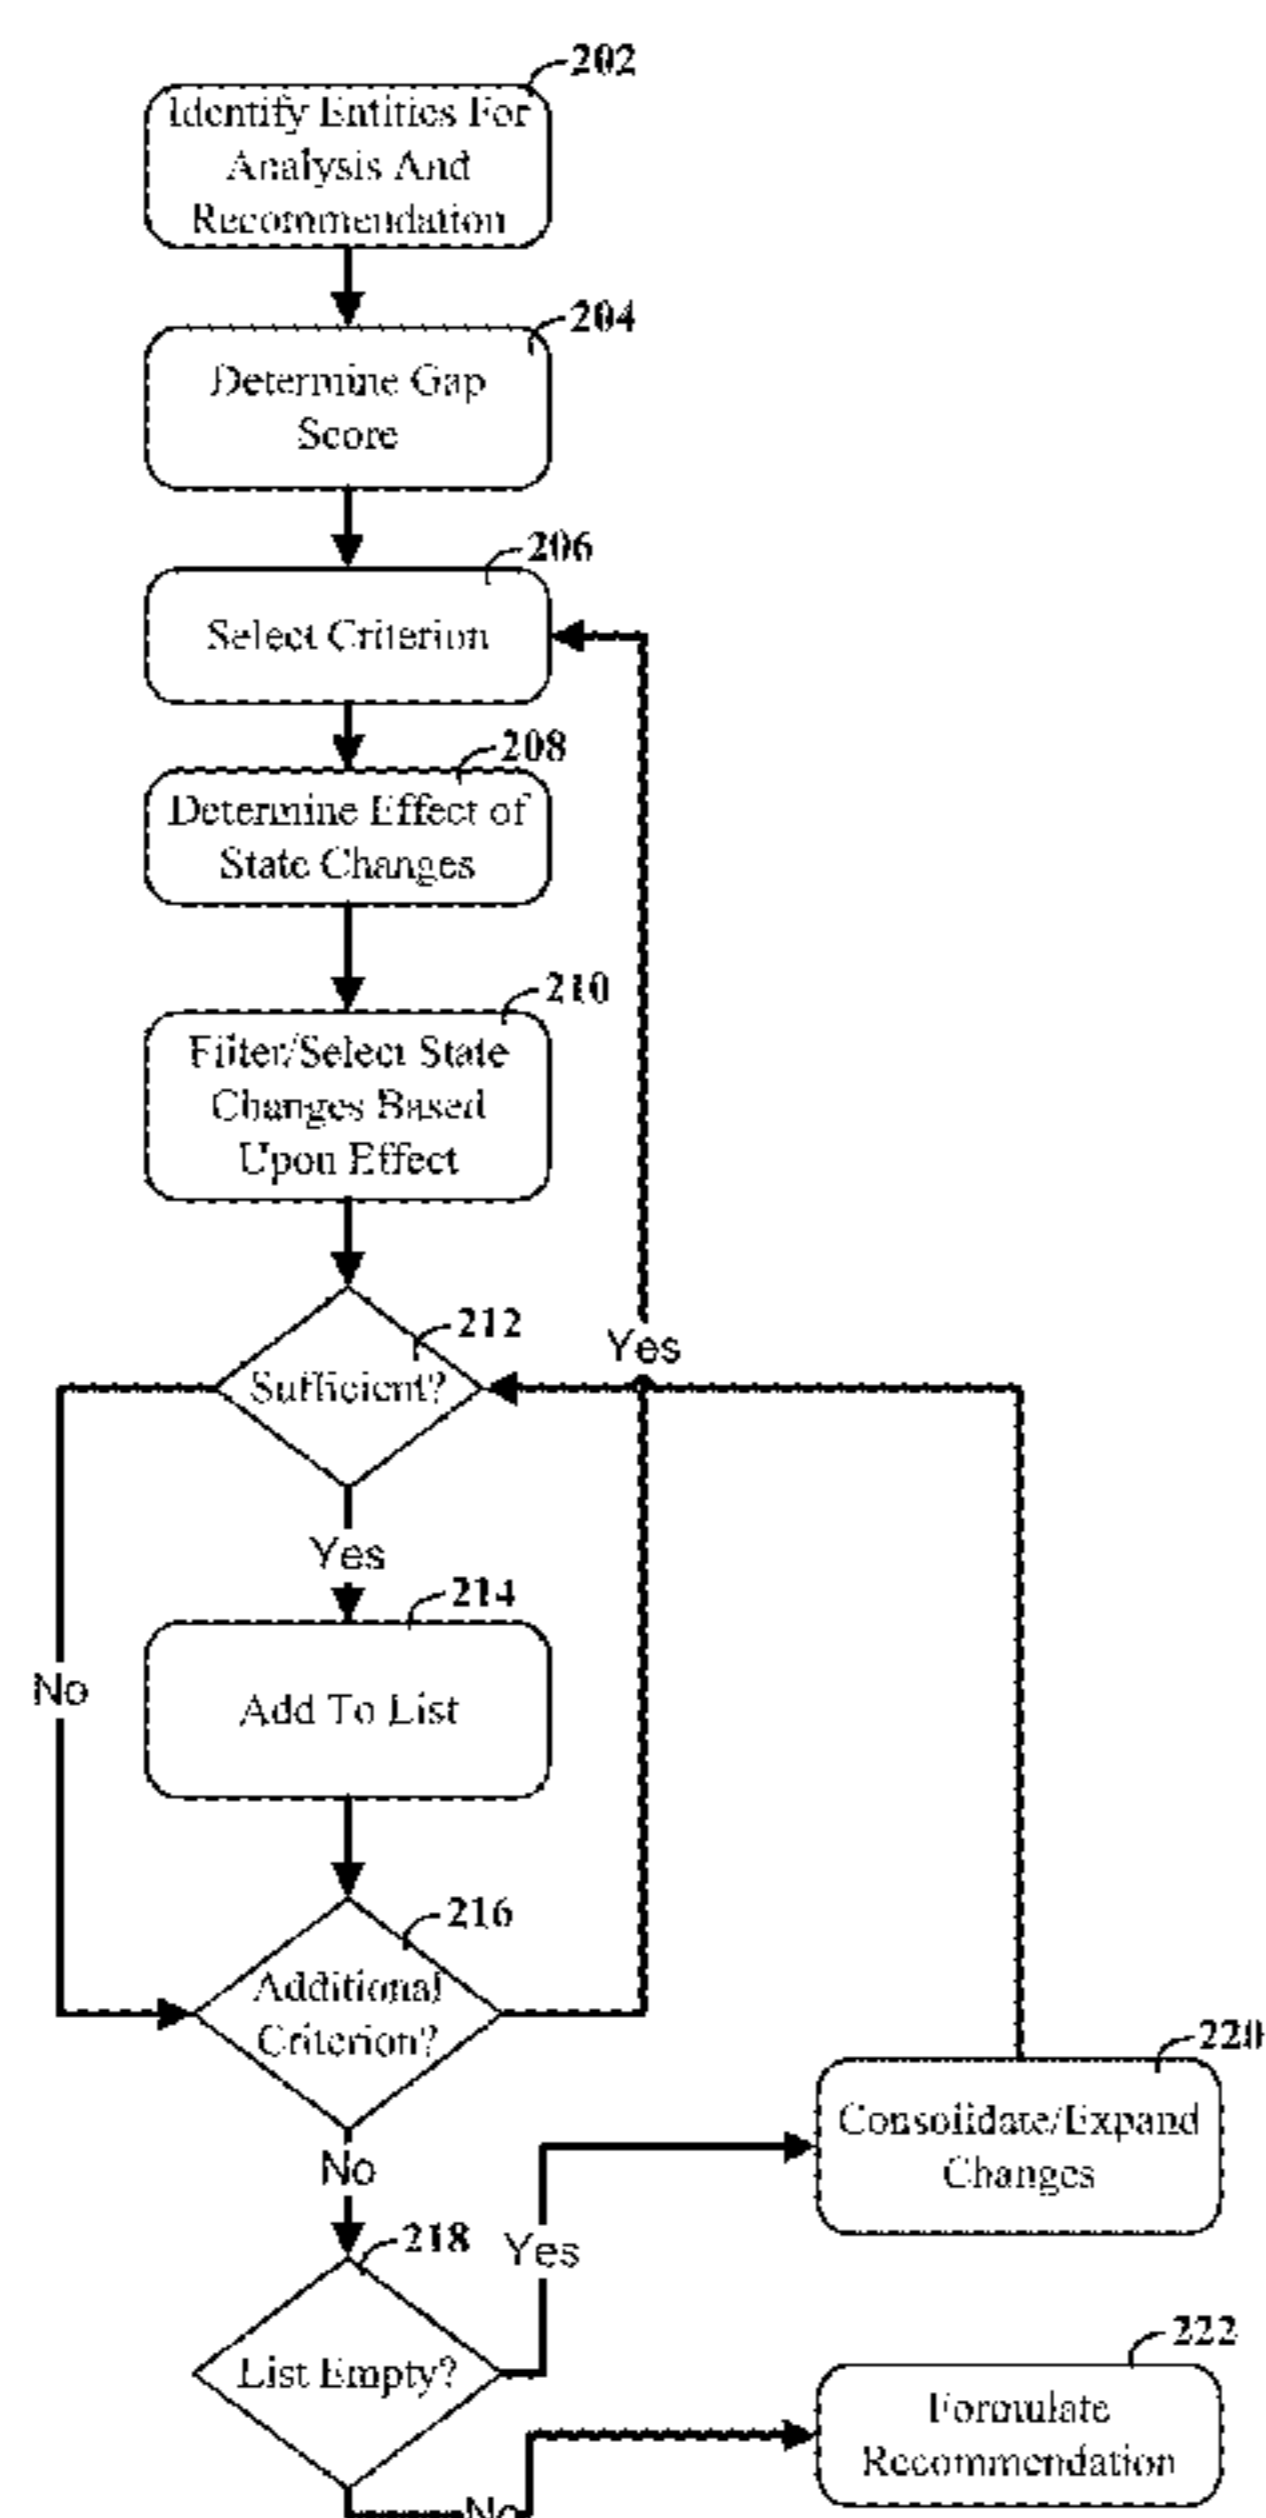 202
Identify Entities For
Analysis And
Recommendation
204
Determine Gap
Score
206
Select Criterion
208
Determine Effect of
State Changes
210
Filter/Select State
Changes Based
Upon Effect
212
Sufficient?
Yes
Yes
214
Add To List
No
216
Additional
Criterion?
No
220
Consolidate/Expand
Changes
218
Yes
List Empty?
222
Formulate
Recommendation
No